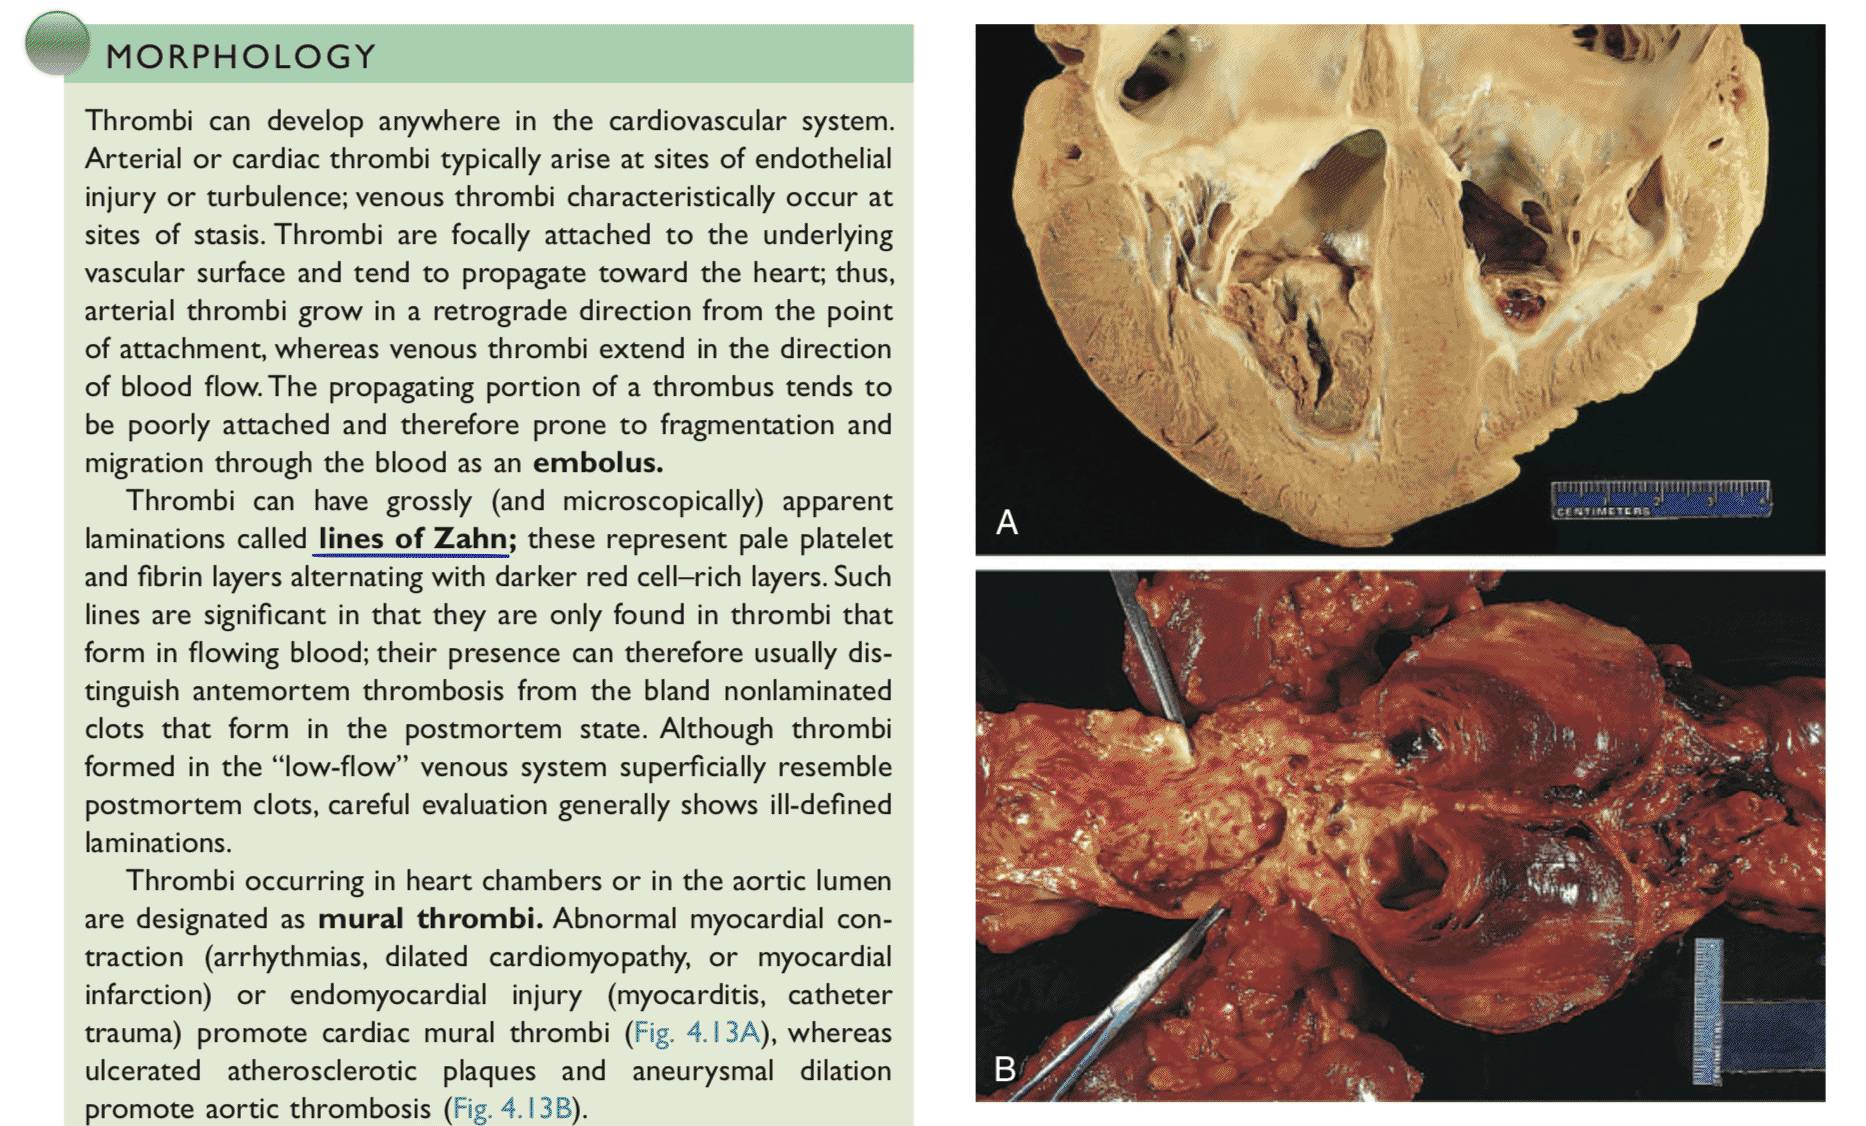 MORPHOLOGY
Thrombi can develop anywhere in the cardiovascular system.
Arterial or cardiac thrombi typically arise at sites of endothelial
injury or turbulence; venous thrombi characteristically occur at
sites of stasis. Thrombi are focally attached to the underlying
vascular surface and tend to propagate toward the heart; thus,
arterial thrombi grow in a retrograde direction from the point
of attachment, whereas venous thrombi extend in the direction
of blood flow. The propagating portion of a thrombus tends to
be poorly attached and therefore prone to fragmentation and
migration through the blood as an embolus.
Thrombi can have grossly (and microscopically) apparent
laminations called lines of Zahn; these represent pale platelet
and fibrin layers alternating with darker red cell–rich layers. Such
lines are significant in that they are only found in thrombi that
form in flowing blood; their presence can therefore usually dis-
tinguish antemortem thrombosis from the bland nonlaminated
clots that form in the postmortem state. Although thrombi
formed in the “low-flow” venous system superficially resemble
postmortem clots, careful evaluation generally shows ill-defined
laminations.
Thrombi occurring in heart chambers or in the aortic lumen
are designated as mural thrombi. Abnormal myocardial con-
traction (arrhythmias, dilated cardiomyopathy, or myocardial
infarction) or endomyocardial injury (myocarditis, catheter
trauma) promote cardiac mural thrombi (Fig. 4.13A), whereas
ulcerated atherosclerotic plaques and aneurysmal dilation
promote aortic thrombosis (Fig. 4.13B).
A
1 2 3 4
CENTIMETERS
B